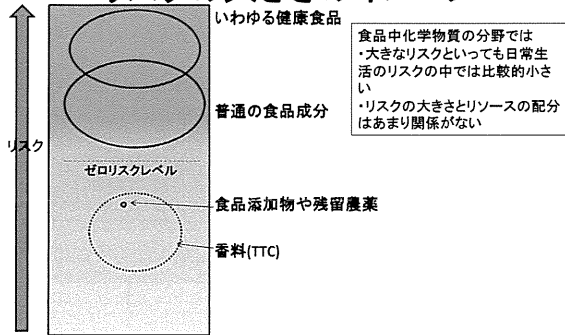 いわゆる健康食品
食品中化学物質の分野では
・大きなリスクといっても日常生
活のリスクの中では比較的小さ
い
・リスクの大きさとリソースの配分
はあまり関係がない
普通の食品成分
リスク
ゼロリスクレベル
食品添加物や残留農薬
香料(TTC)